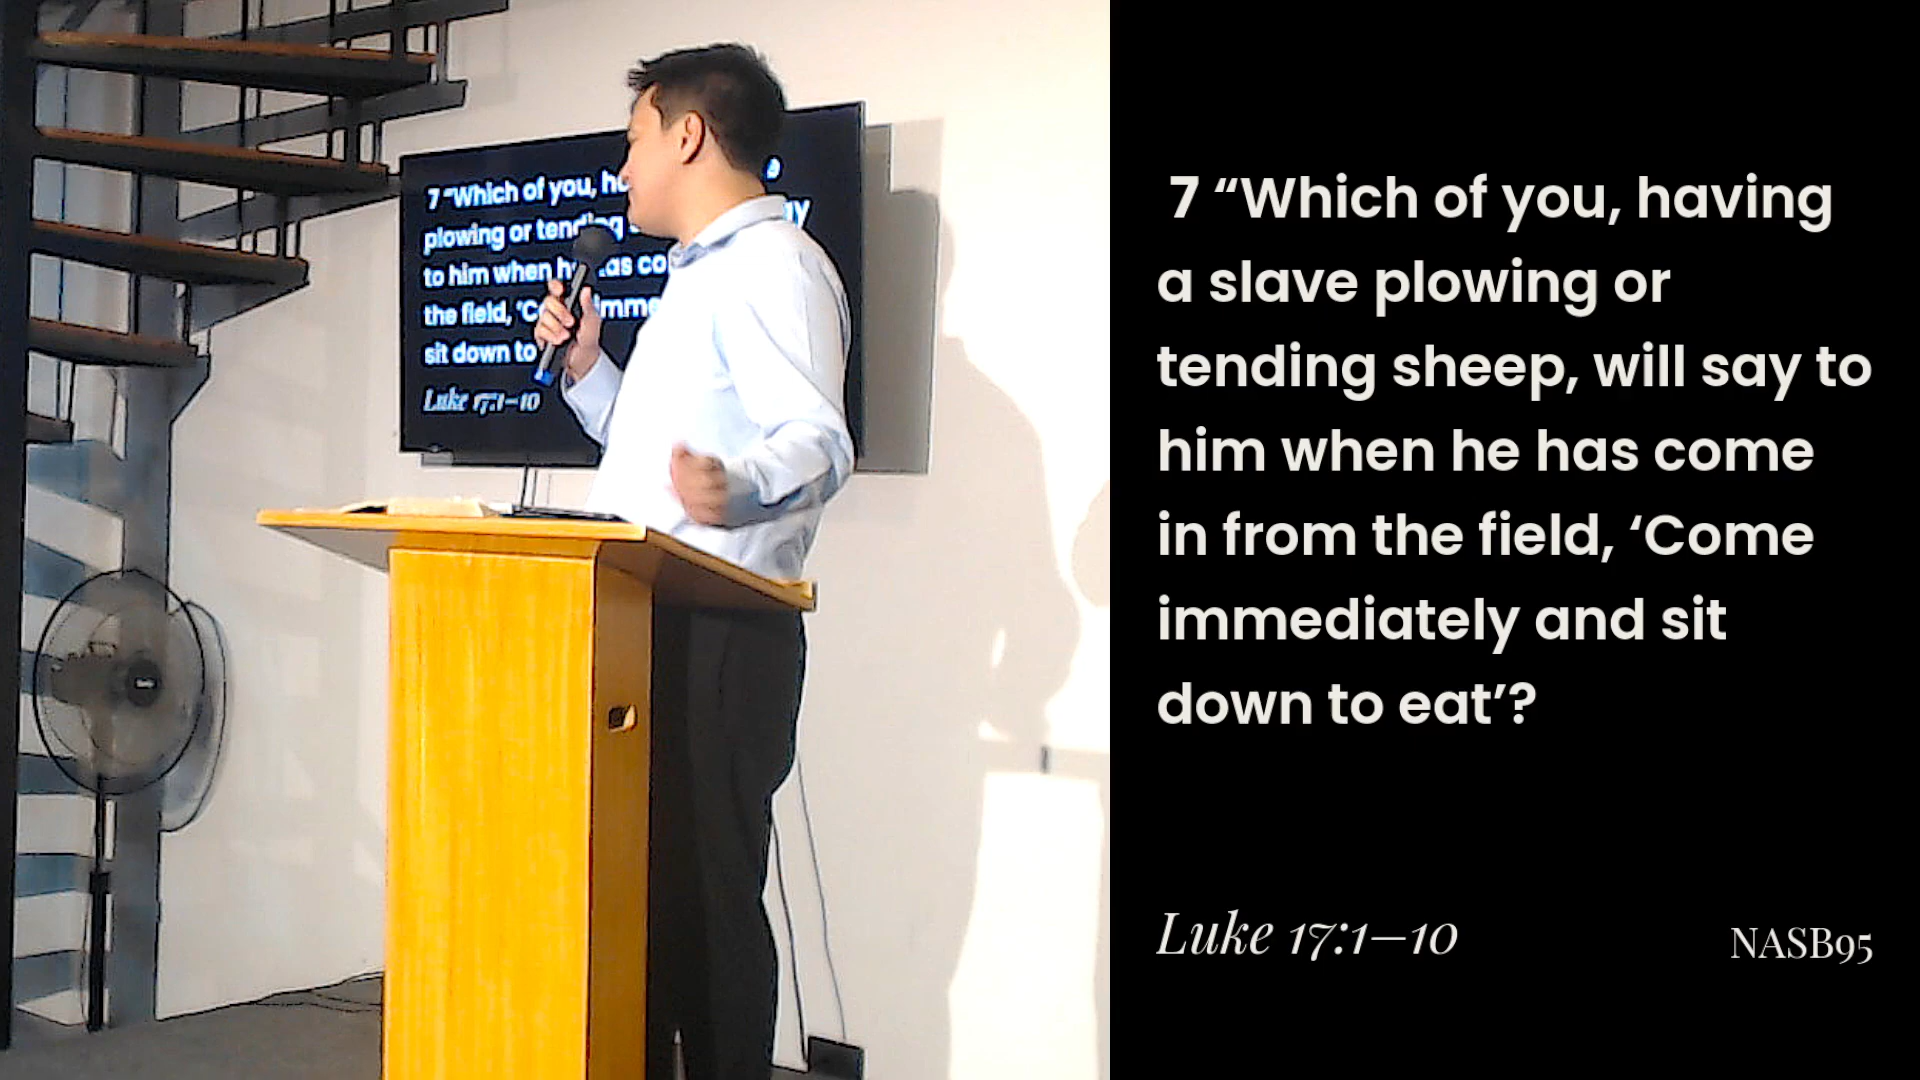 7 “Which of you, 
plowing or
to him when
the field,
sit down to
Luke 17:1–10
7 “Which of you, having
a slave plowing or
tending sheep, will say to
him when he has come
in from the field, ‘Come
immediately and sit
down to eat’?
Luke 17:1–10
NASB95